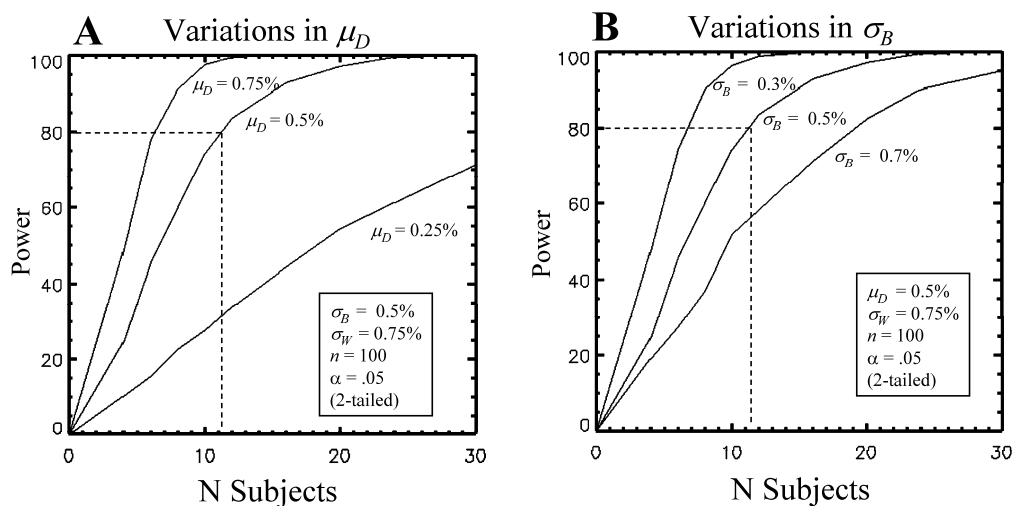 A Variations in μD
100
80
60
40
20
0
Power
μD = 0.75%
μD = 0.5%
μD = 0.25%
σB = 0.5%
σW = 0.75%
n = 100
α = .05
(2-tailed)
0 10 20 30
N Subjects
B Variations in σB
100
80
60
40
20
0
Power
σB = 0.3%
σB = 0.5%
σB = 0.7%
μD = 0.5%
σW = 0.75%
n = 100
α = .05
(2-tailed)
0 10 20 30
N Subjects